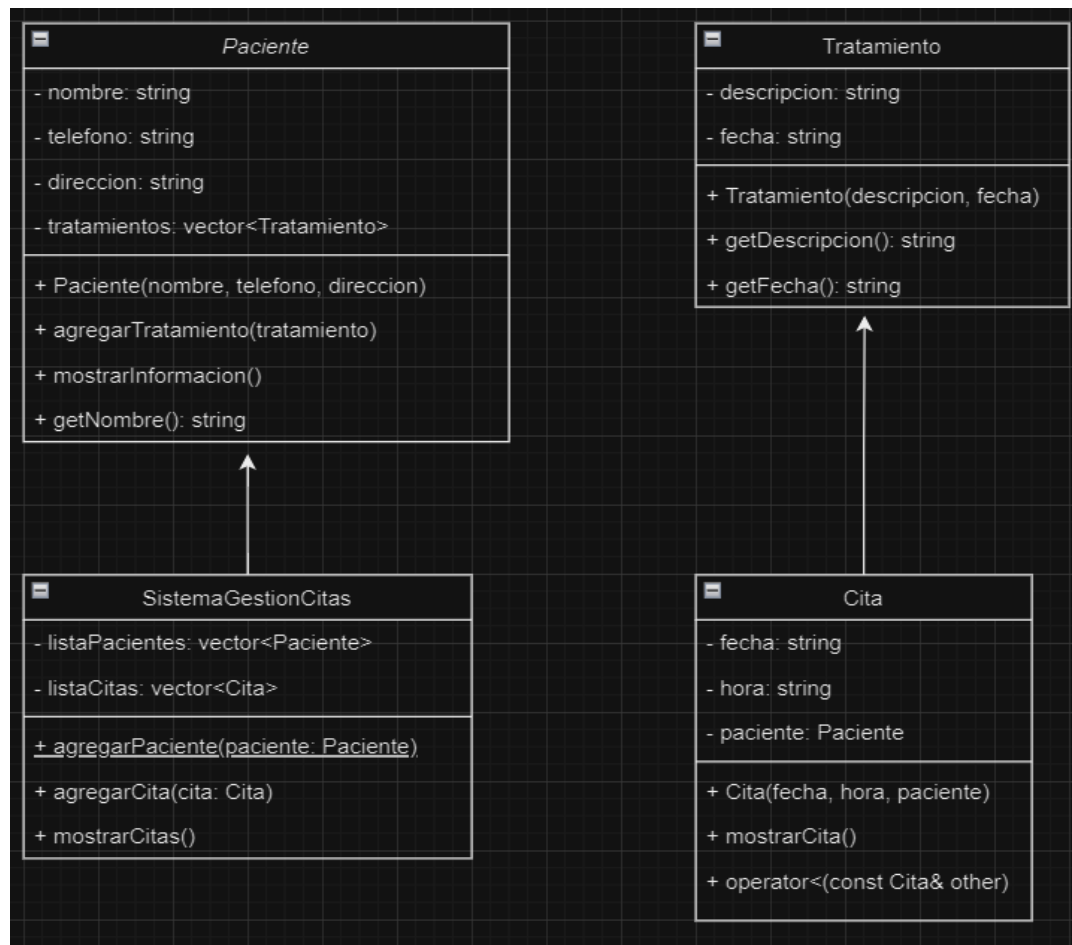 Paciente
- nombre: string
- telefono: string
- direccion: string
- tratamientos: vector<Tratamiento>
+ Paciente(nombre, telefono, direccion)
+ agregarTratamiento(tratamiento)
+ mostrarInformacion()
+ getNombre(): string
Tratamiento
- descripcion: string
- fecha: string
+ Tratamiento(descripcion, fecha)
+ getDescripcion(): string
+ getFecha(): string
SistemaGestionCitas
- listaPacientes: vector<Paciente>
- listaCitas: vector<Cita>
+ agregarPaciente(paciente: Paciente)
+ agregarCita(cita: Cita)
+ mostrarCitas()
Cita
- fecha: string
- hora: string
- paciente: Paciente
+ Cita(fecha, hora, paciente)
+ mostrarCita()
+ operator<(const Cita& other)